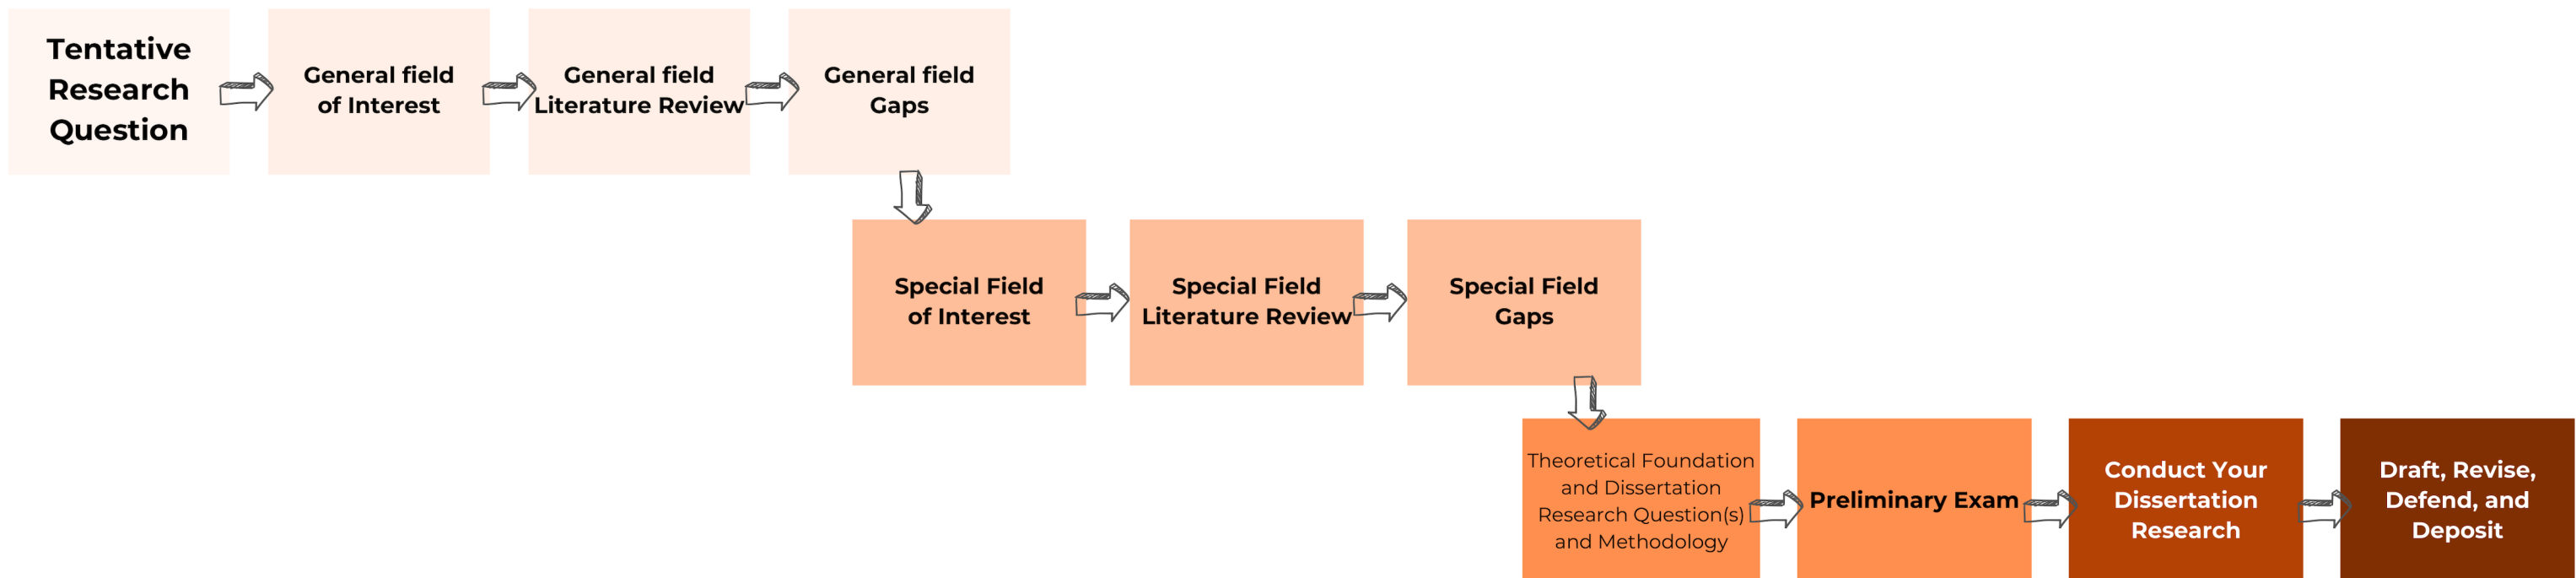 Tentative
Research
Question
General field
of Interest
General field
Literature Review
General field
Gaps
Special Field
of Interest
Special Field
Literature Review
Special Field
Gaps
Theoretical Foundation
and Dissertation
Research Question(s)
and Methodology
Preliminary Exam
Conduct Your
Dissertation
Research
Draft, Revise,
Defend, and
Deposit